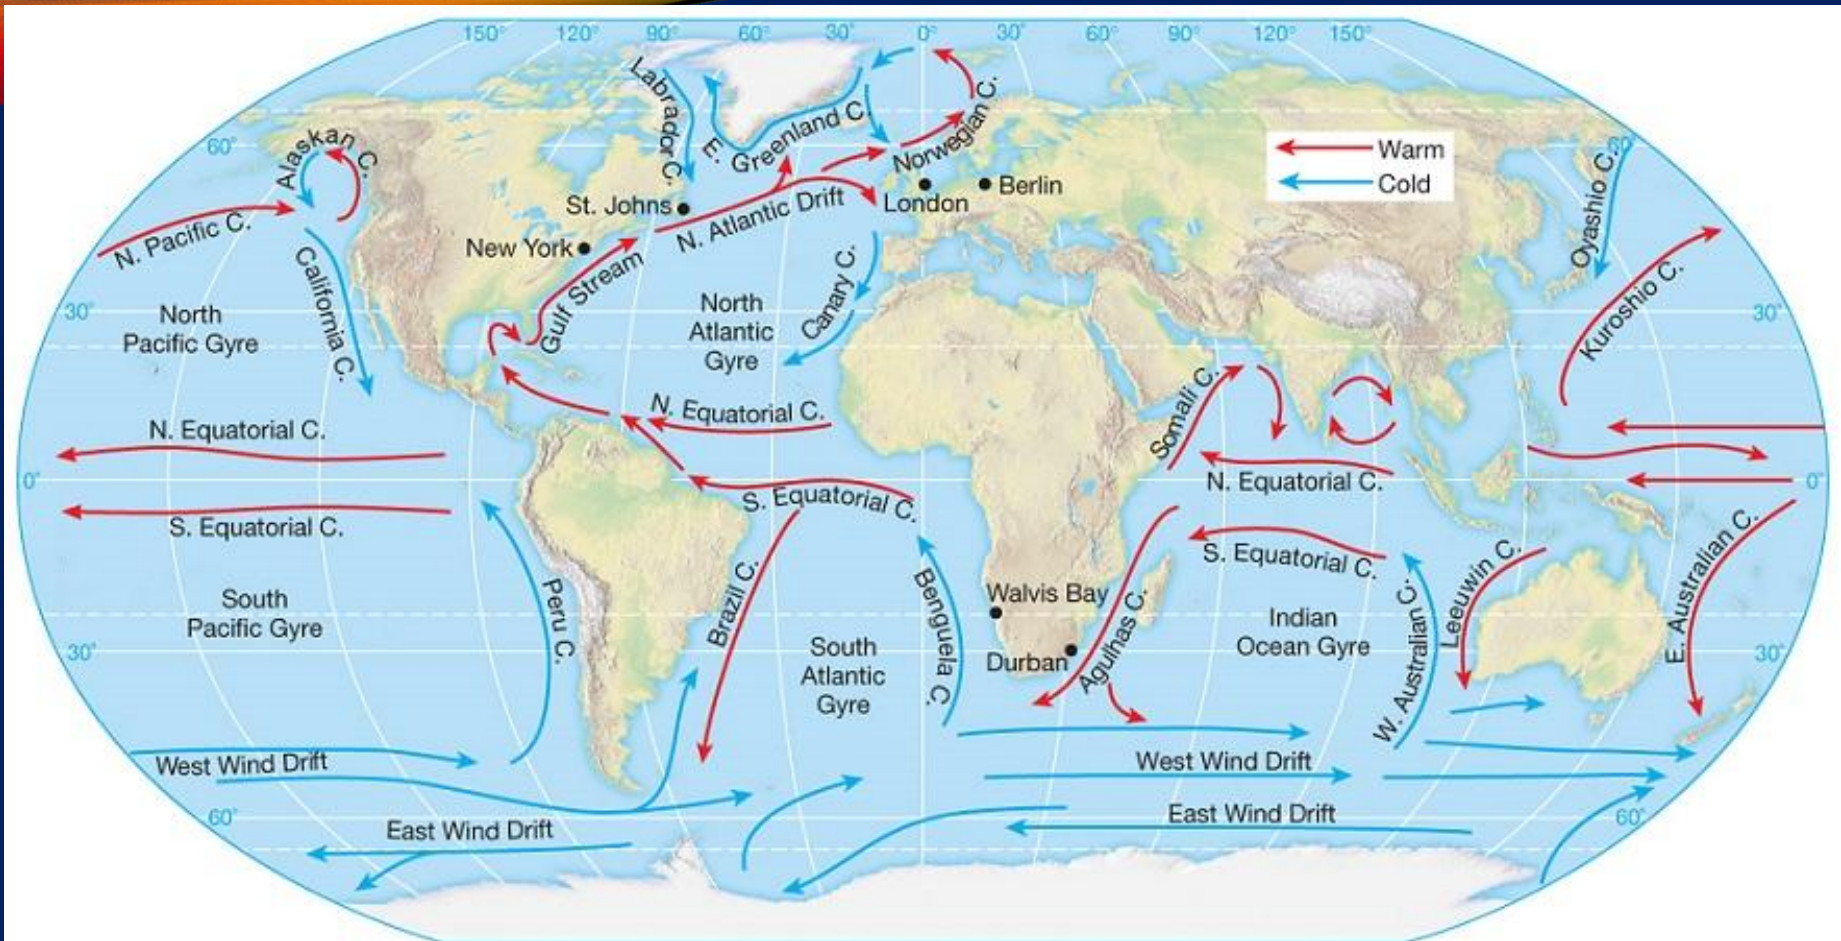 150°
120°
90°
60°
30°
0°
30°
60°
90°
120°
150°
Labrador C.
E. Greenland C.
Norwegian C.
Warm
Cold
60°
60°
Alaskan C.
Oyashio C.
St. Johns
London
Berlin
N. Pacific C.
N. Atlantic Drift
New York
Gulf Stream
California C.
Canary C.
Kuroshio C.
30°
30°
North
Pacific Gyre
North
Atlantic
Gyre
Somali C.
N. Equatorial C.
N. Equatorial C.
N. Equatorial C.
0°
0°
S. Equatorial C.
S. Equatorial C.
S. Equatorial C.
Peru C.
Brazil C.
Benguela C.
Walvis Bay
Durban
Agulhas C.
Leeuwin C.
W. Australian C.
E. Australian C.
South
Pacific Gyre
South
Atlantic
Gyre
Indian
Ocean Gyre
30°
30°
West Wind Drift
West Wind Drift
60°
60°
East Wind Drift
East Wind Drift